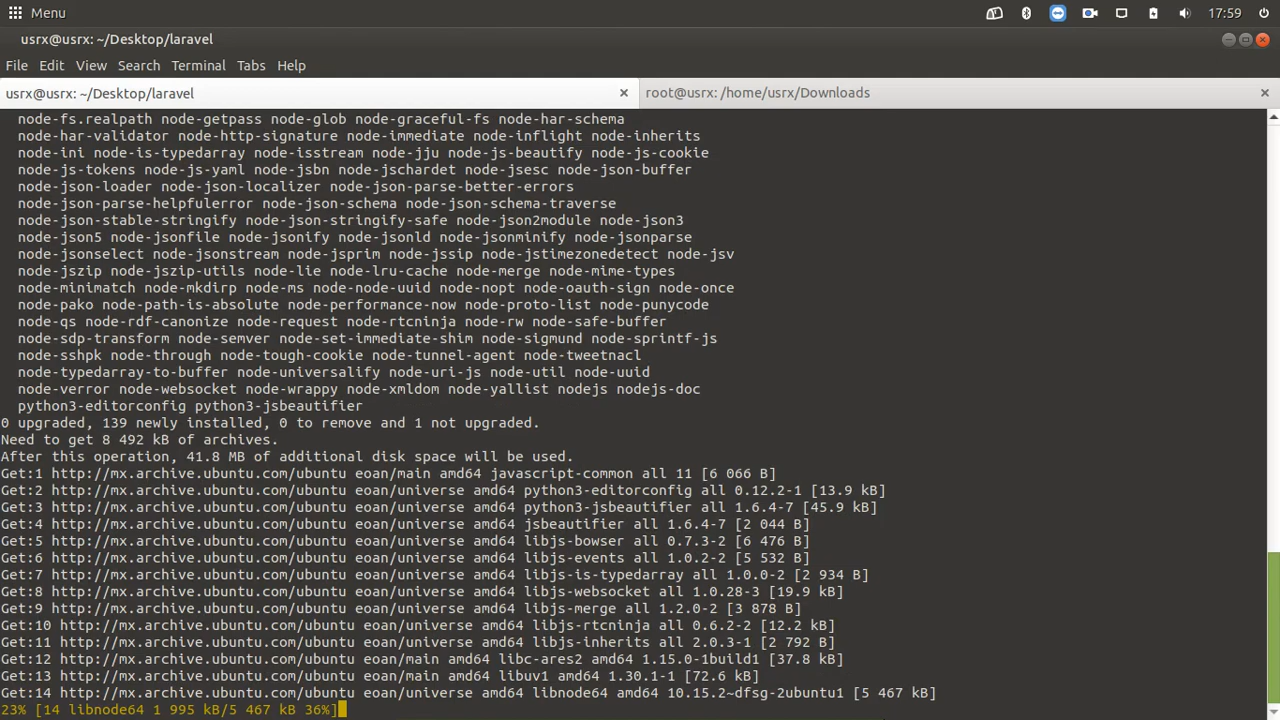 Menu 17:59
usrx@usrx: ~/Desktop/laravel
File Edit View Search Terminal Tabs Help
usrx@usrx: ~/Desktop/laravel × root@usrx: /home/usrx/Downloads ×
node-fs.realpath node-getpass node-glob node-graceful-fs node-har-schema
node-har-validator node-http-signature node-immediate node-inflight node-inherits
node-ini node-is-typedarray node-isstream node-jju node-js-beautify node-js-cookie
node-js-tokens node-js-yaml node-jsbn node-jschardet node-jsesc node-json-buffer
node-json-loader node-json-localizer node-json-parse-better-errors
node-json-parse-helpfulerror node-json-schema node-json-schema-traverse
node-json-stable-stringify node-json-stringify-safe node-json2module node-json3
node-json5 node-jsonfile node-jsonify node-jsonld node-jsonminify node-jsonparse
node-jsonselect node-jsonstream node-jsprim node-jssip node-jstimezonedetect node-jsv
node-jszip node-jszip-utils node-lie node-lru-cache node-merge node-mime-types
node-minimatch node-mkdirp node-ms node-node-uuid node-nopt node-oauth-sign node-once
node-pako node-path-is-absolute node-performance-now node-proto-list node-punycode
node-qs node-rdf-canonize node-request node-rtcninja node-rw node-safe-buffer
node-sdp-transform node-semver node-set-immediate-shim node-sigmund node-sprintf-js
node-sshpk node-through node-tough-cookie node-tunnel-agent node-tweetnacl
node-typedarray-to-buffer node-universalify node-uri-js node-util node-uuid
node-verror node-websocket node-wrappy node-xmldom node-yallist nodejs nodejs-doc
python3-editorconfig python3-jsbeautifier
0 upgraded, 139 newly installed, 0 to remove and 1 not upgraded.
Need to get 8 492 kB of archives.
After this operation, 41.8 MB of additional disk space will be used.
Get:1 http://mx.archive.ubuntu.com/ubuntu eoan/main amd64 javascript-common all 11 [6 066 B]
Get:2 http://mx.archive.ubuntu.com/ubuntu eoan/universe amd64 python3-editorconfig all 0.12.2-1 [13.9 kB]
Get:3 http://mx.archive.ubuntu.com/ubuntu eoan/universe amd64 python3-jsbeautifier all 1.6.4-7 [45.9 kB]
Get:4 http://mx.archive.ubuntu.com/ubuntu eoan/universe amd64 jsbeautifier all 1.6.4-7 [2 044 B]
Get:5 http://mx.archive.ubuntu.com/ubuntu eoan/universe amd64 libjs-bowser all 0.7.3-2 [6 476 B]
Get:6 http://mx.archive.ubuntu.com/ubuntu eoan/universe amd64 libjs-events all 1.0.2-2 [5 532 B]
Get:7 http://mx.archive.ubuntu.com/ubuntu eoan/universe amd64 libjs-is-typedarray all 1.0.0-2 [2 934 B]
Get:8 http://mx.archive.ubuntu.com/ubuntu eoan/universe amd64 libjs-websocket all 1.0.28-3 [19.9 kB]
Get:9 http://mx.archive.ubuntu.com/ubuntu eoan/universe amd64 libjs-merge all 1.2.0-2 [3 878 B]
Get:10 http://mx.archive.ubuntu.com/ubuntu eoan/universe amd64 libjs-rtcninja all 0.6.2-2 [12.2 kB]
Get:11 http://mx.archive.ubuntu.com/ubuntu eoan/universe amd64 libjs-inherits all 2.0.3-1 [2 792 B]
Get:12 http://mx.archive.ubuntu.com/ubuntu eoan/main amd64 libc-ares2 amd64 1.15.0-1build1 [37.8 kB]
Get:13 http://mx.archive.ubuntu.com/ubuntu eoan/main amd64 libuv1 amd64 1.30.1-1 [72.6 kB]
Get:14 http://mx.archive.ubuntu.com/ubuntu eoan/universe amd64 libnode64 amd64 10.15.2~dfsg-2ubuntu1 [5 467 kB]
23% [14 libnode64 1 995 kB/5 467 kB 36%]